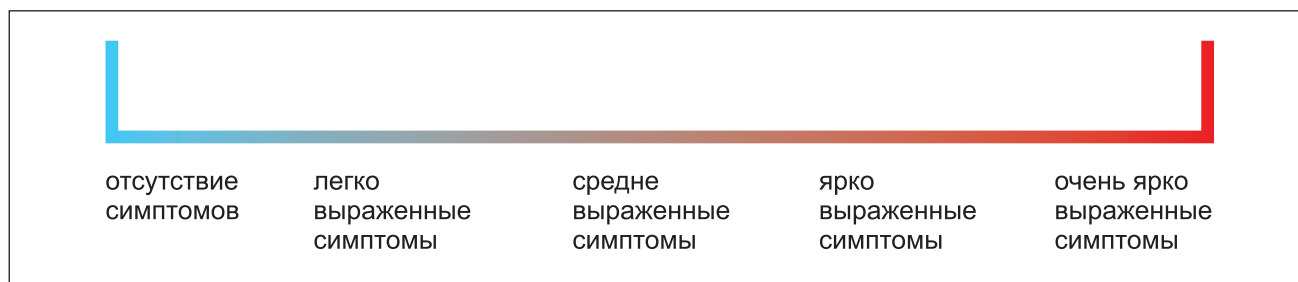 отсутствие
симптомов
легко
выраженные
симптомы
средне
выраженные
симптомы
ярко
выраженные
симптомы
очень ярко
выраженные
симптомы